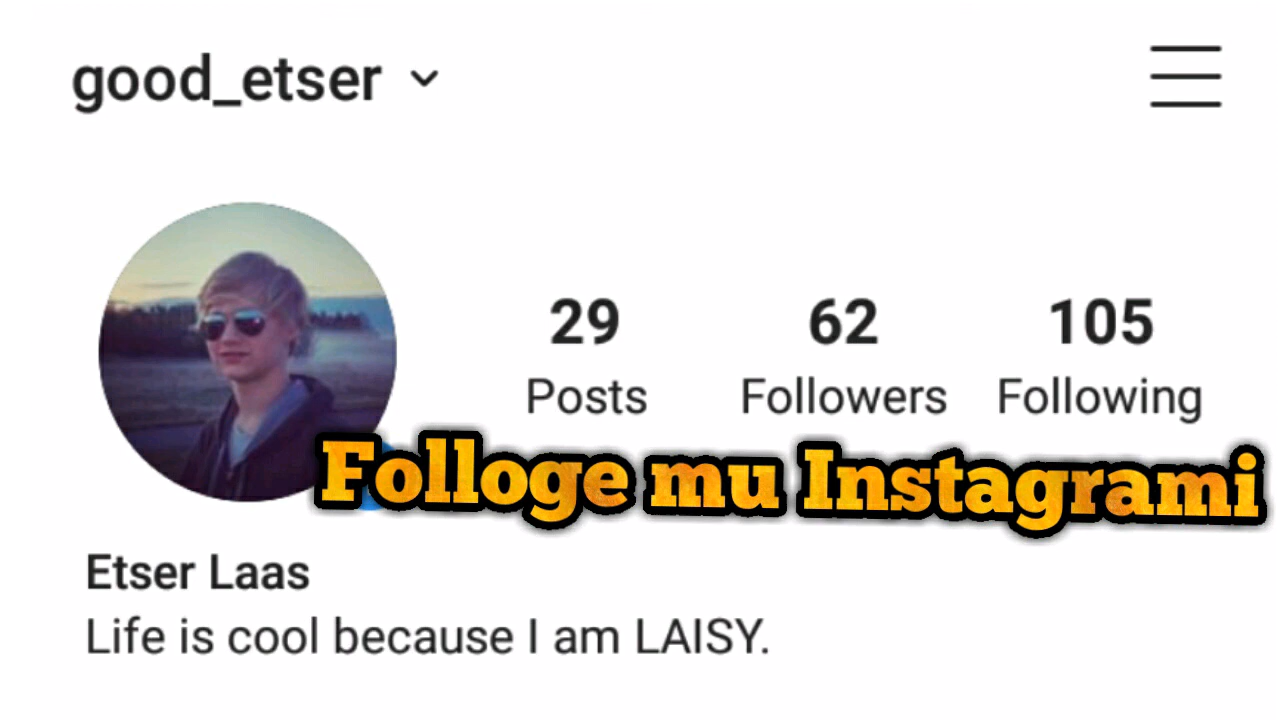 good_etser
29 62 105
Posts Followers Following
Folloge mu Instagrami
Etser Laas
Life is cool because I am LAISY.